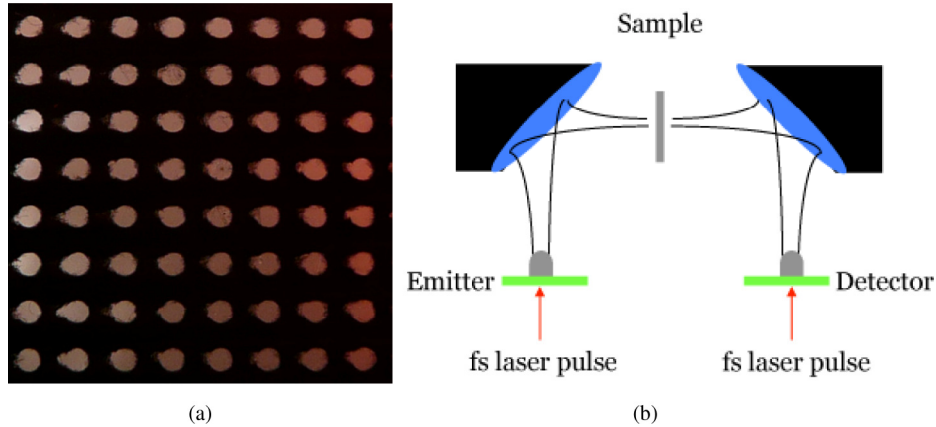 Sample
Emitter
Detector
fs laser pulse
fs laser pulse
(a)
(b)